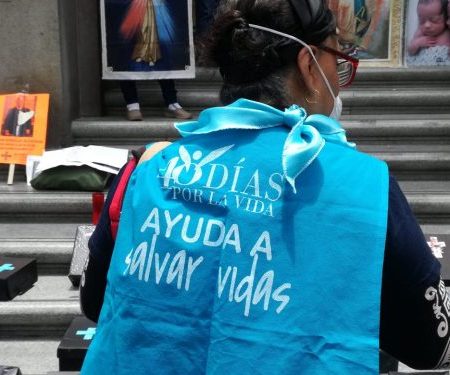 40 DÍAS
POR LA VIDA
AYUDA A
salvar vidas